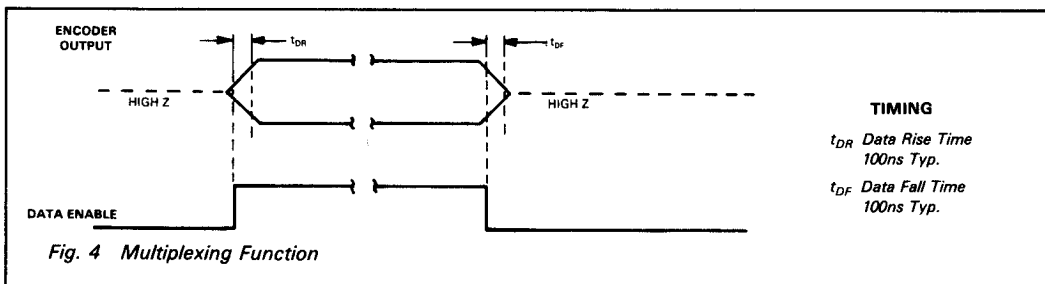 ENCODER
OUTPUT
tDR
tDF
HIGH Z
HIGH Z
TIMING
tDR Data Rise Time
100ns Typ.
tDF Data Fall Time
100ns Typ.
DATA ENABLE
Fig. 4 Multiplexing Function